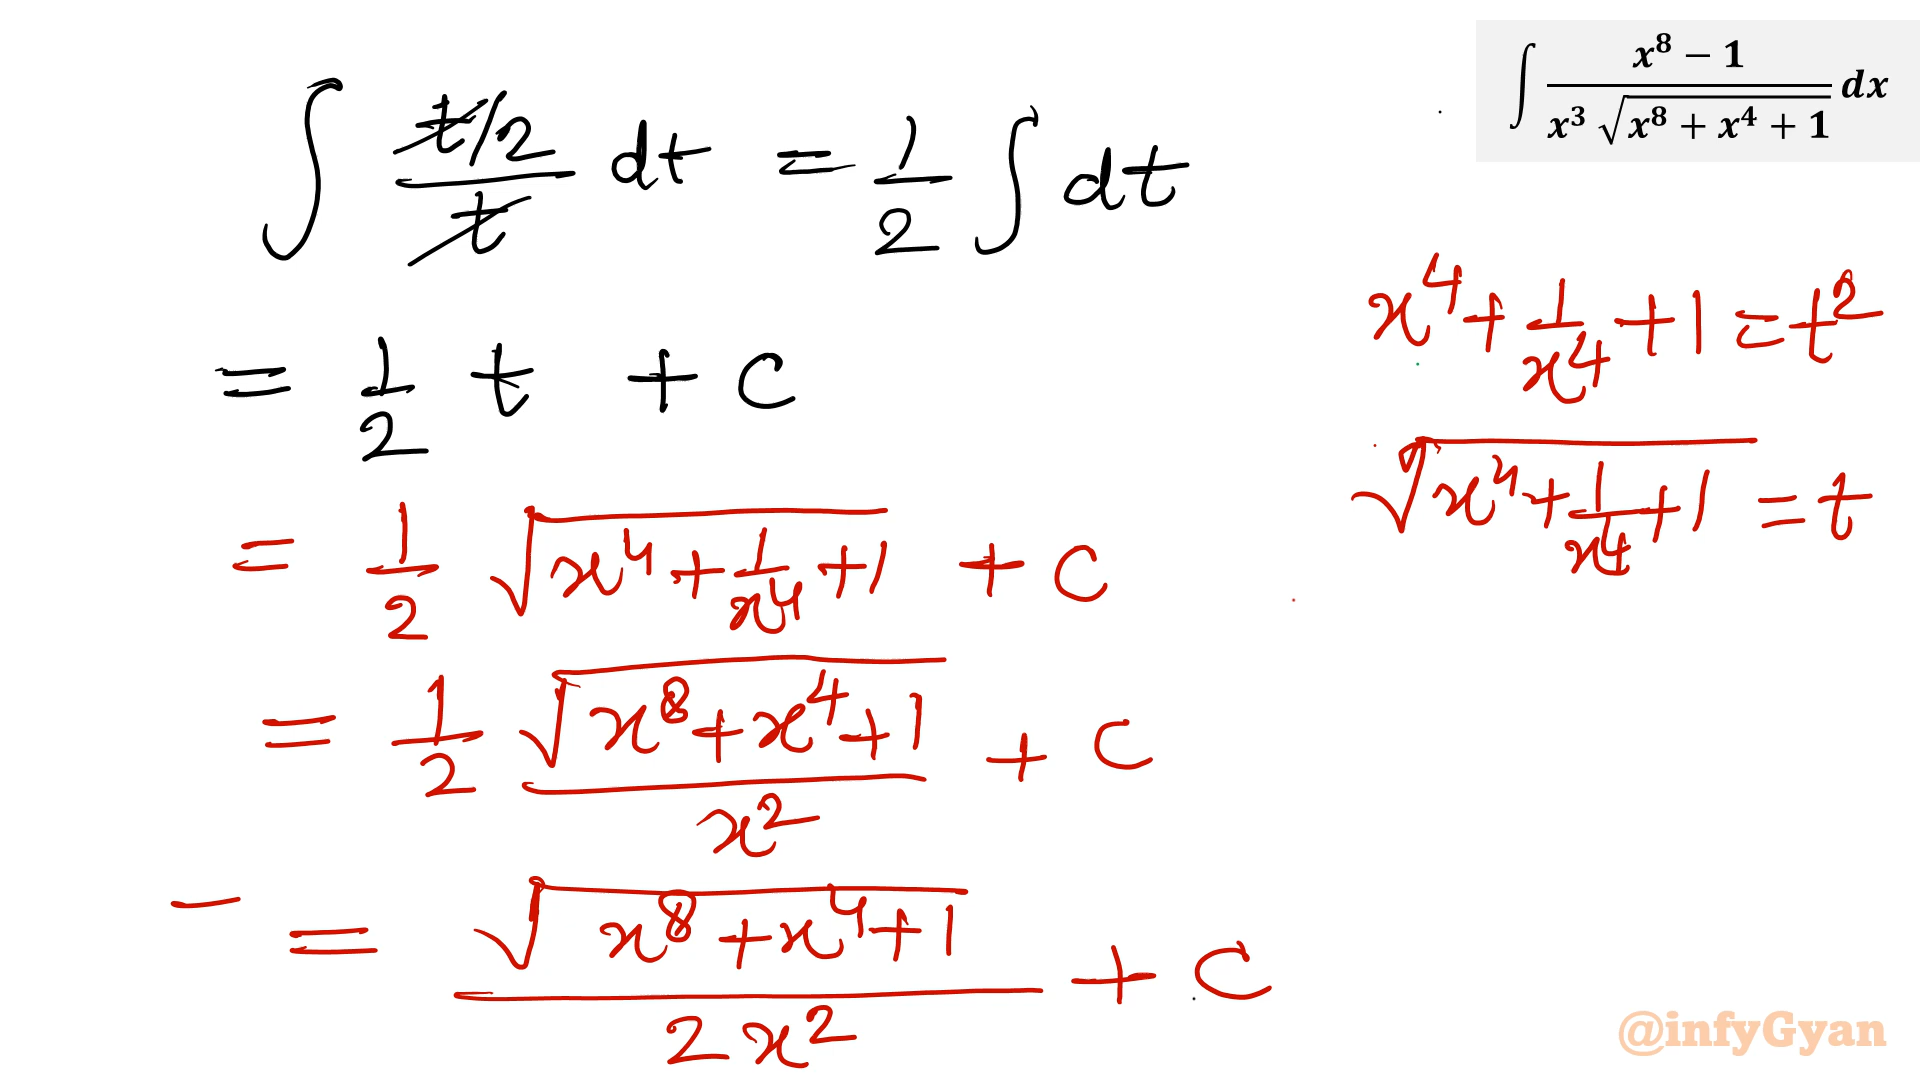 ∫ (x⁸ − 1)/(x³ √(x⁸ + x⁴ + 1)) dx
∫ (t/2)/t dt = 1/2 ∫ dt
= 1/2 t + C
= 1/2 √(x⁴ + 1/x⁴ + 1) + C
= 1/2 √(x⁸ + x⁴ + 1)/x² + C
= √(x⁸ + x⁴ + 1)/(2x²) + C
x⁴ + 1/x⁴ + 1 = t²
√(x⁴ + 1/x⁴ + 1) = t
@infyGyan